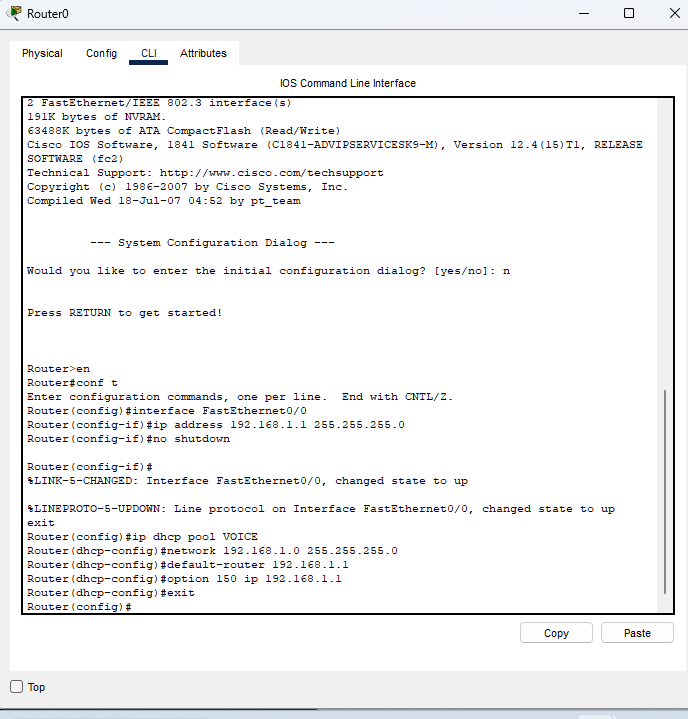 Router0
Physical Config CLI Attributes
IOS Command Line Interface
2 FastEthernet/IEEE 802.3 interface(s)
191K bytes of NVRAM.
63488K bytes of ATA CompactFlash (Read/Write)
Cisco IOS Software, 1841 Software (C1841-ADVIPSERVICESK9-M), Version 12.4(15)T1, RELEASE
SOFTWARE (fc2)
Technical Support: http://www.cisco.com/techsupport
Copyright (c) 1986-2007 by Cisco Systems, Inc.
Compiled Wed 18-Jul-07 04:52 by pt_team
--- System Configuration Dialog ---
Would you like to enter the initial configuration dialog? [yes/no]: n
Press RETURN to get started!
Router>en
Router#conf t
Enter configuration commands, one per line.  End with CNTL/Z.
Router(config)#interface FastEthernet0/0
Router(config-if)#ip address 192.168.1.1 255.255.255.0
Router(config-if)#no shutdown
Router(config-if)#
%LINK-5-CHANGED: Interface FastEthernet0/0, changed state to up
%LINEPROTO-5-UPDOWN: Line protocol on Interface FastEthernet0/0, changed state to up
exit
Router(config)#ip dhcp pool VOICE
Router(dhcp-config)#network 192.168.1.0 255.255.255.0
Router(dhcp-config)#default-router 192.168.1.1
Router(dhcp-config)#option 150 ip 192.168.1.1
Router(dhcp-config)#exit
Router(config)#
Copy Paste
Top